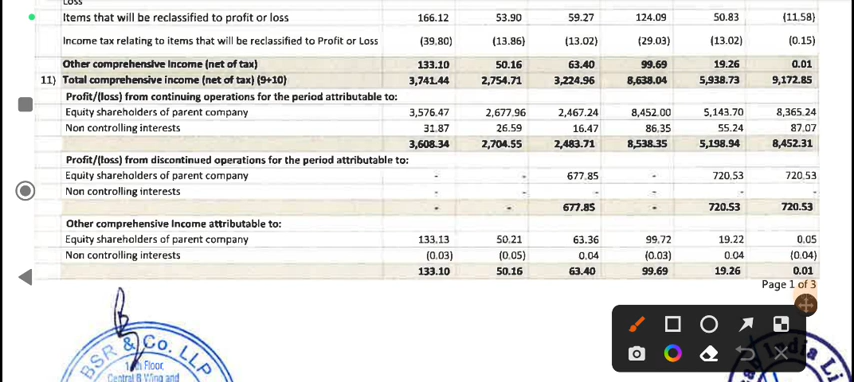 Loss
Items that will be reclassified to profit or loss 166.12 53.90 59.27 124.09 50.83 (11.58)
Income tax relating to items that will be reclassified to Profit or Loss (39.80) (13.86) (13.02) (29.03) (13.02) (0.15)
Other comprehensive Income (net of tax) 133.10 50.16 63.40 99.69 19.26 0.01
11) Total comprehensive income (net of tax) (9+10) 3,741.44 2,754.71 3,224.96 8,638.04 5,938.73 9,172.85
Profit/(loss) from continuing operations for the period attributable to:
Equity shareholders of parent company 3,576.47 2,677.96 2,467.24 8,452.00 5,143.70 8,365.24
Non controlling interests 31.87 26.59 16.47 86.35 55.24 87.07
3,608.34 2,704.55 2,483.71 8,538.35 5,198.94 8,452.31
Profit/(loss) from discontinued operations for the period attributable to:
Equity shareholders of parent company - - 677.85 - 720.53 720.53
Non controlling interests - - - - - -
- - 677.85 - 720.53 720.53
Other comprehensive Income attributable to:
Equity shareholders of parent company 133.13 50.21 63.36 99.72 19.22 0.05
Non controlling interests (0.03) (0.05) 0.04 (0.03) 0.04 (0.04)
133.10 50.16 63.40 99.69 19.26 0.01
Page 1 of 3
BSR & Co. LLP
Floor,
Central B Wing and
India Li